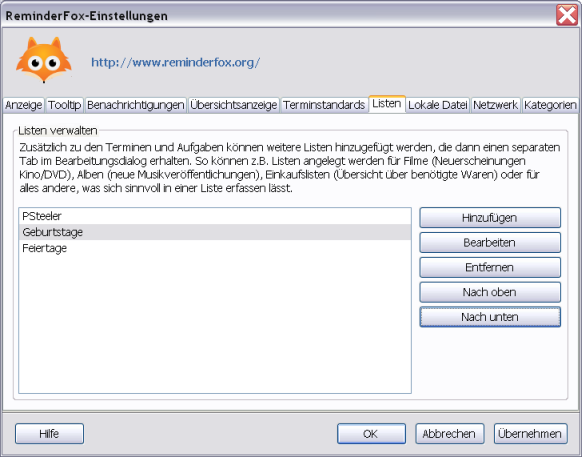 ReminderFox-Einstellungen
http://www.reminderfox.org/
Anzeige Tooltip Benachrichtigungen Übersichtsanzeige Terminstandards Listen Lokale Datei Netzwerk Kategorien
Listen verwalten
Zusätzlich zu den Terminen und Aufgaben können weitere Listen hinzugefügt werden, die dann einen separaten
Tab im Bearbeitungsdialog erhalten. So können z.B. Listen angelegt werden für Filme (Neuerscheinungen
Kino/DVD), Alben (neue Musikveröffentlichungen), Einkaufslisten (Übersicht über benötigte Waren) oder für
alles andere, was sich sinnvoll in einer Liste erfassen lässt.
PSteeler
Geburtstage
Feiertage
Hinzufügen
Bearbeiten
Entfernen
Nach oben
Nach unten
Hilfe
OK
Abbrechen
Übernehmen